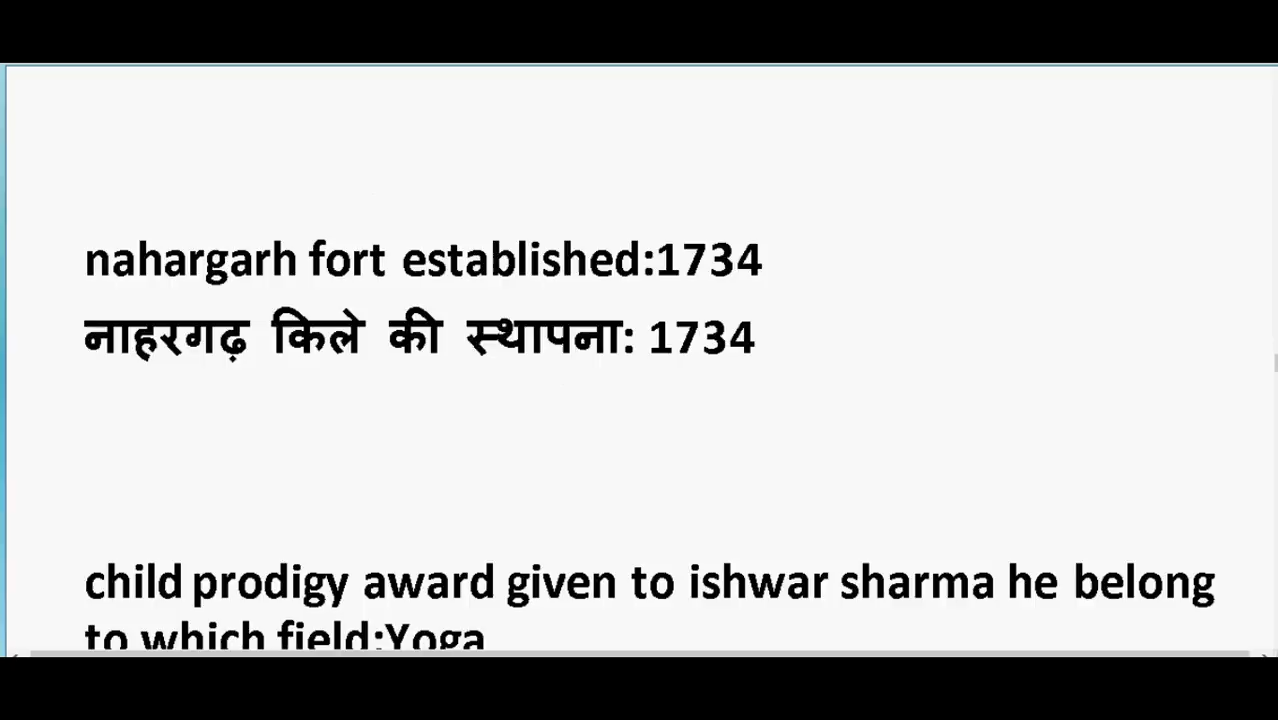 nahargarh fort established:1734
नाहरगढ़ किले की स्थापना: 1734
child prodigy award given to ishwar sharma he belong
to which field:Yoga